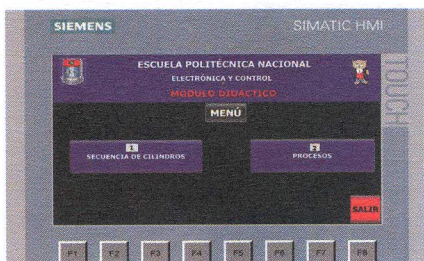 SIEMENS
SIMATIC HMI
TOUCH
ESCUELA POLITÉCNICA NACIONAL
ELECTRÓNICA Y CONTROL
MODULO DIDÁCTICO
MENÚ
1
SECUENCIA DE CILINDROS
2
PROCESOS
SALIR
F1 F2 F3 F4 F5 F6 F7 F8